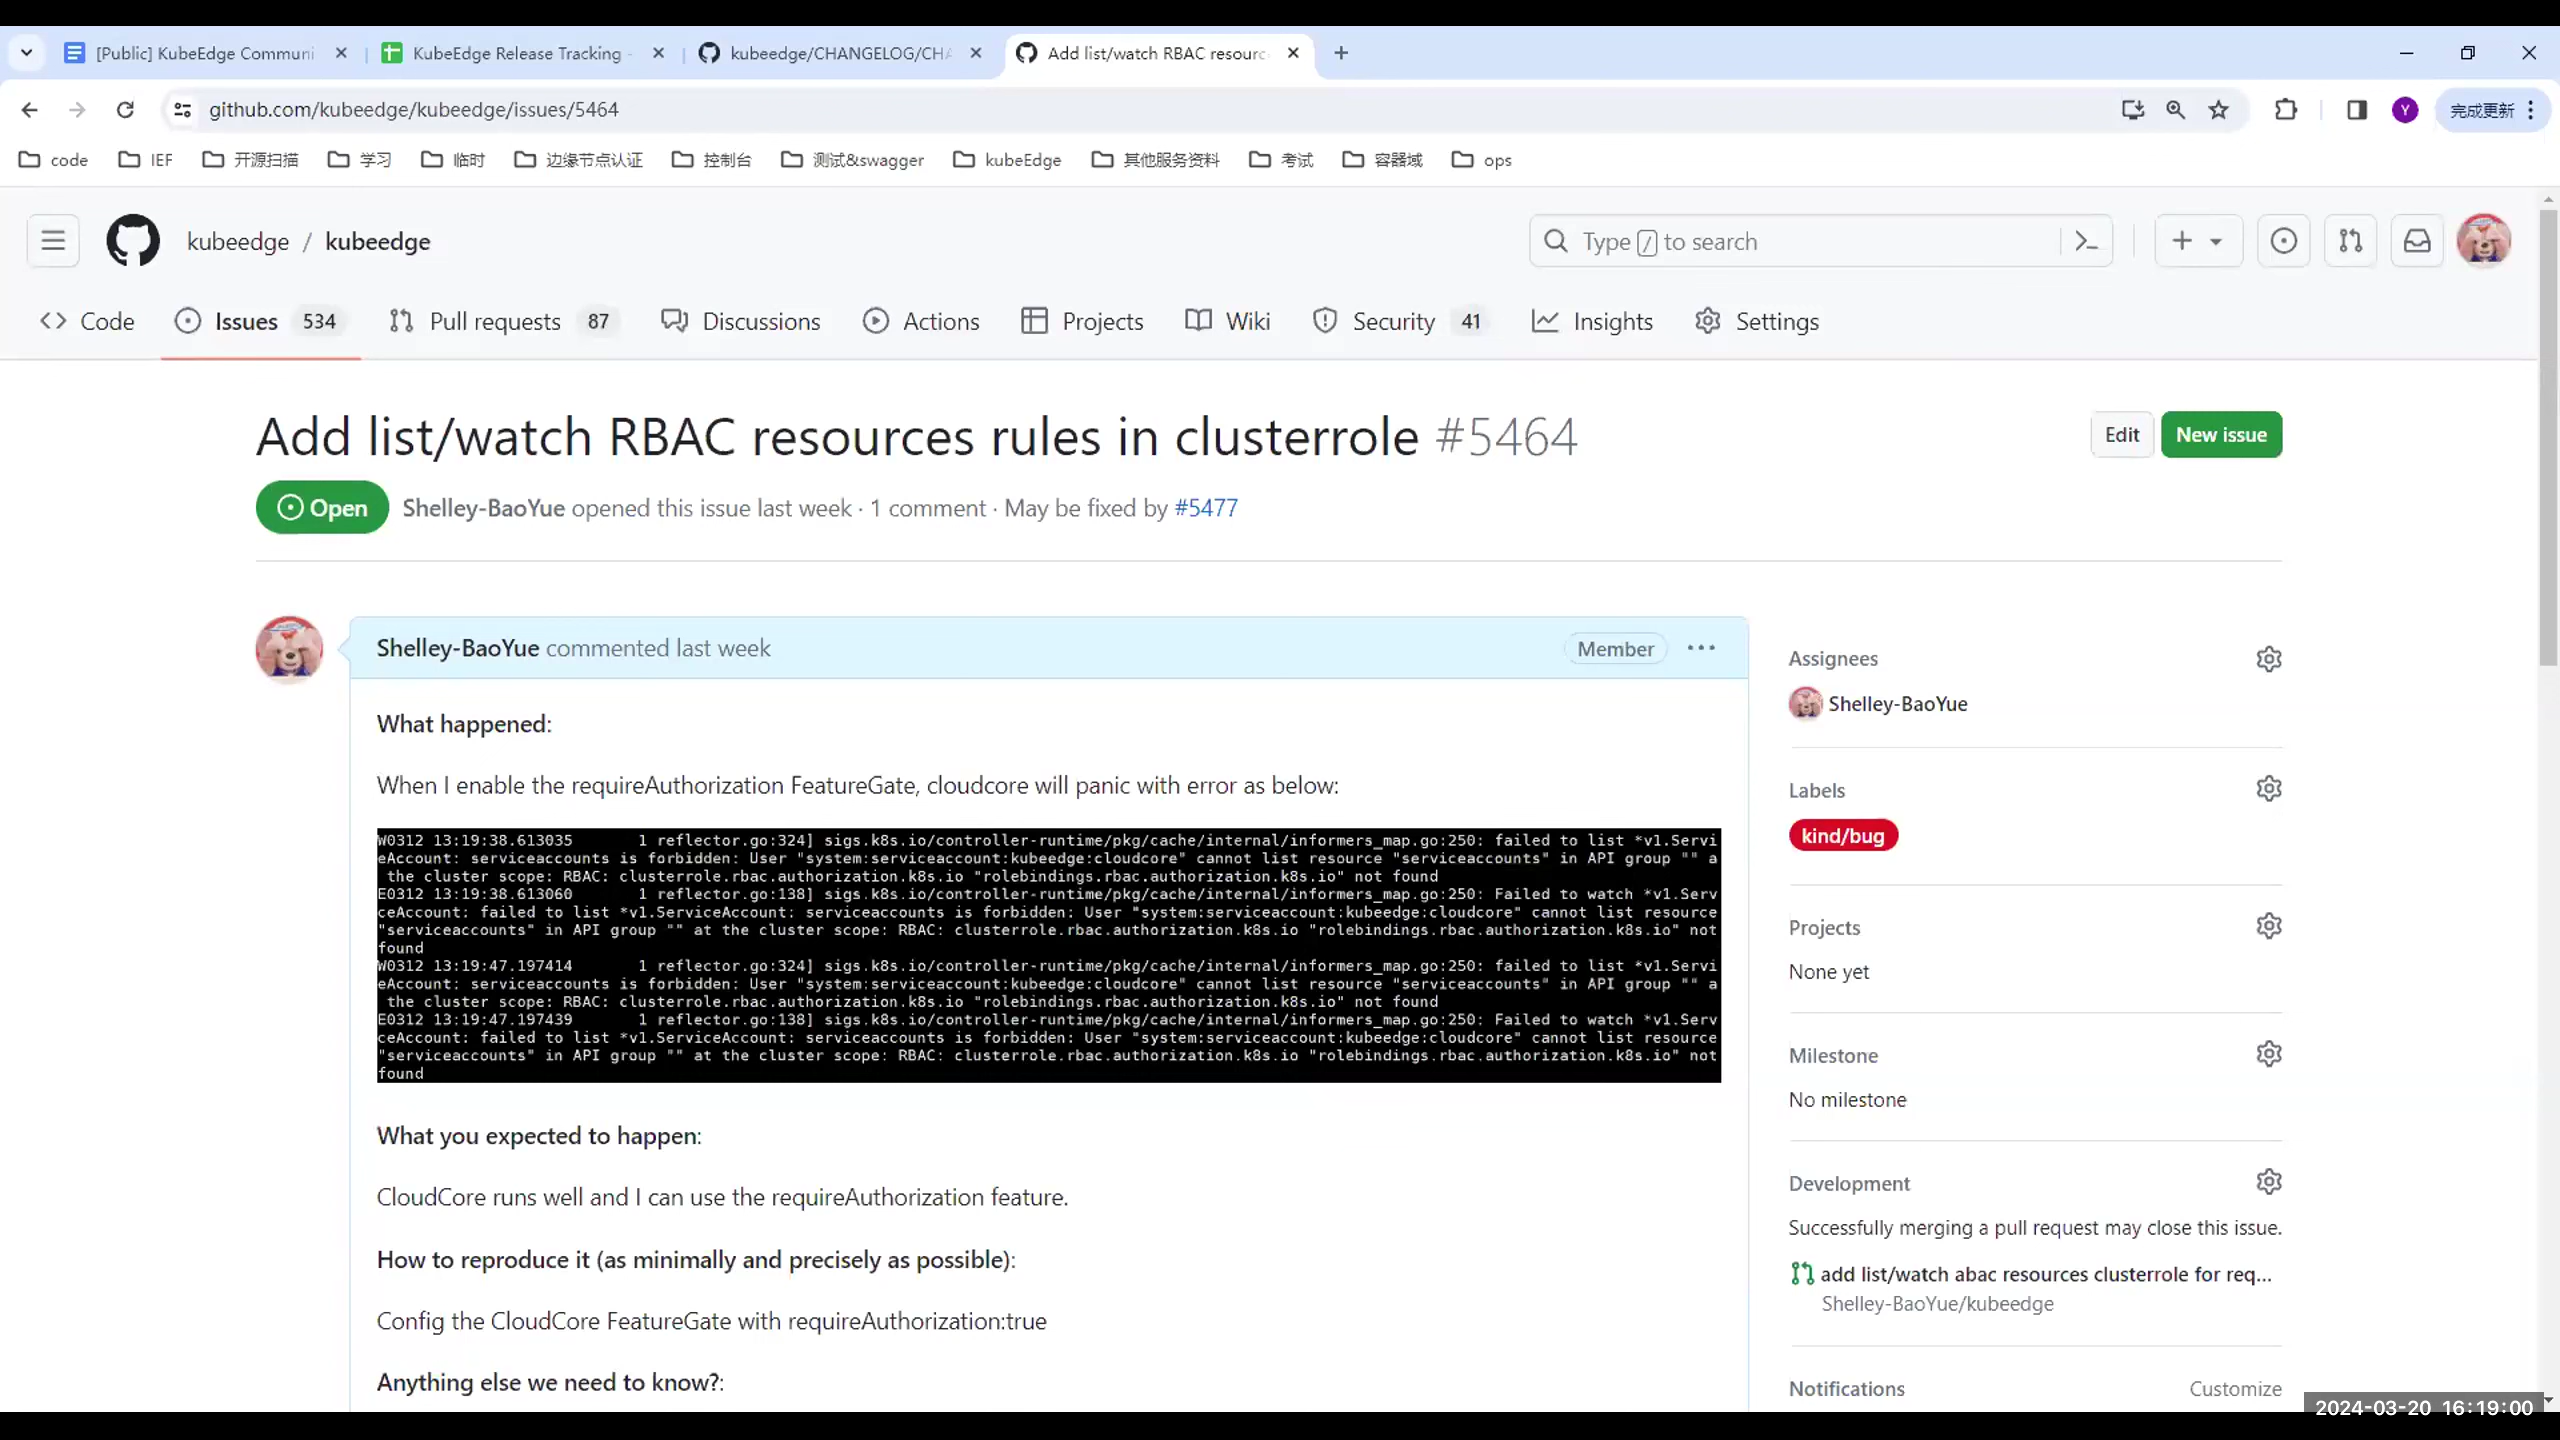 [Public] KubeEdge Communi
KubeEdge Release Tracking -
kubeedge/CHANGELOG/CHA
Add list/watch RBAC resourc
github.com/kubeedge/kubeedge/issues/5464
Y
完成更新
code
IEF
开源扫描
学习
临时
边缘节点认证
控制台
测试&swagger
kubeEdge
其他服务资料
考试
容器域
ops
kubeedge / kubeedge
Type / to search
Code
Issues 534
Pull requests 87
Discussions
Actions
Projects
Wiki
Security 41
Insights
Settings
Add list/watch RBAC resources rules in clusterrole #5464
Edit
New issue
Open
Shelley-BaoYue opened this issue last week · 1 comment · May be fixed by #5477
Shelley-BaoYue commented last week
Member
What happened:
When I enable the requireAuthorization FeatureGate, cloudcore will panic with error as below:
W0312 13:19:38.613035 1 reflector.go:324] sigs.k8s.io/controller-runtime/pkg/cache/internal/informers_map.go:250: failed to list *v1.Servi
eAccount: serviceaccounts is forbidden: User "system:serviceaccount:kubeedge:cloudcore" cannot list resource "serviceaccounts" in API group "" a
the cluster scope: RBAC: clusterrole.rbac.authorization.k8s.io "rolebindings.rbac.authorization.k8s.io" not found
E0312 13:19:38.613060 1 reflector.go:138] sigs.k8s.io/controller-runtime/pkg/cache/internal/informers_map.go:250: Failed to watch *v1.Serv
ceAccount: failed to list *v1.ServiceAccount: serviceaccounts is forbidden: User "system:serviceaccount:kubeedge:cloudcore" cannot list resource
"serviceaccounts" in API group "" at the cluster scope: RBAC: clusterrole.rbac.authorization.k8s.io "rolebindings.rbac.authorization.k8s.io" not
found
W0312 13:19:47.197414 1 reflector.go:324] sigs.k8s.io/controller-runtime/pkg/cache/internal/informers_map.go:250: failed to list *v1.Servi
eAccount: serviceaccounts is forbidden: User "system:serviceaccount:kubeedge:cloudcore" cannot list resource "serviceaccounts" in API group "" a
the cluster scope: RBAC: clusterrole.rbac.authorization.k8s.io "rolebindings.rbac.authorization.k8s.io" not found
E0312 13:19:47.197439 1 reflector.go:138] sigs.k8s.io/controller-runtime/pkg/cache/internal/informers_map.go:250: Failed to watch *v1.Serv
ceAccount: failed to list *v1.ServiceAccount: serviceaccounts is forbidden: User "system:serviceaccount:kubeedge:cloudcore" cannot list resource
"serviceaccounts" in API group "" at the cluster scope: RBAC: clusterrole.rbac.authorization.k8s.io "rolebindings.rbac.authorization.k8s.io" not
found
What you expected to happen:
CloudCore runs well and I can use the requireAuthorization feature.
How to reproduce it (as minimally and precisely as possible):
Config the CloudCore FeatureGate with requireAuthorization:true
Anything else we need to know?:
Assignees
Shelley-BaoYue
Labels
kind/bug
Projects
None yet
Milestone
No milestone
Development
Successfully merging a pull request may close this issue.
add list/watch abac resources clusterrole for req...
Shelley-BaoYue/kubeedge
Notifications
Customize
2024-03-20 16:19:00